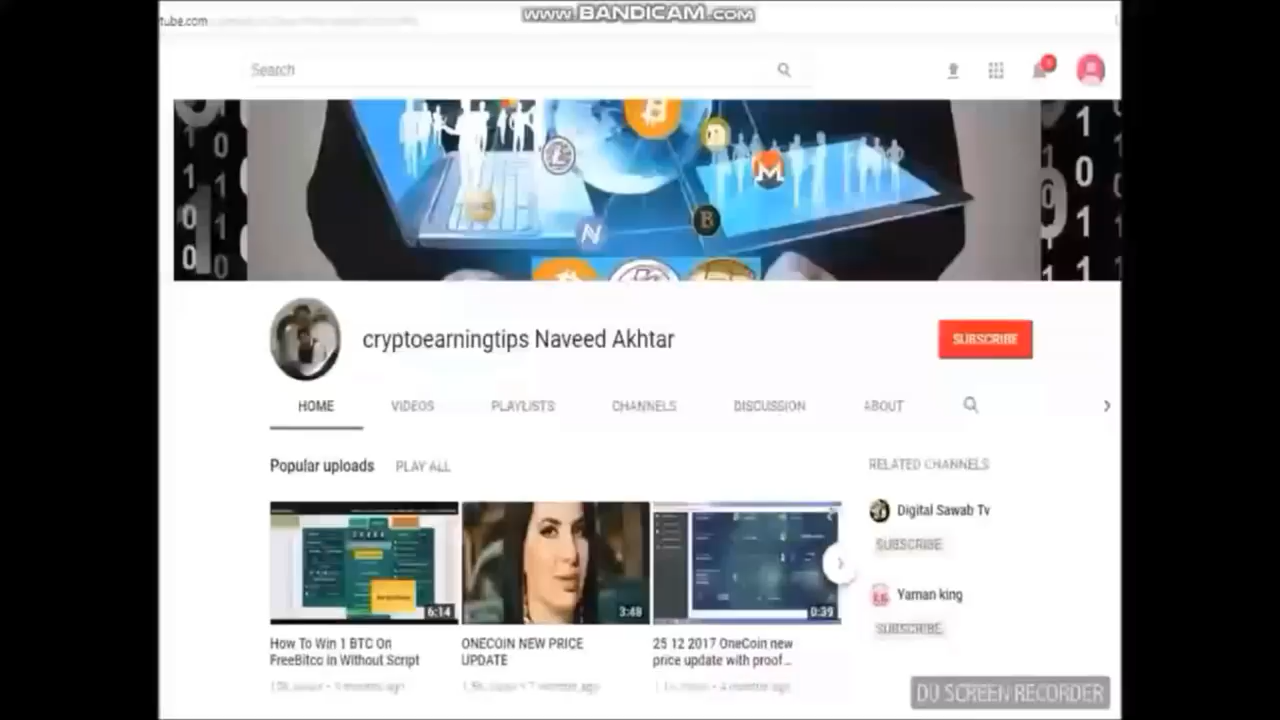 www.BANDICAM.com
tube.com
Search
cryptoearningtips Naveed Akhtar
SUBSCRIBE
HOME
VIDEOS
PLAYLISTS
CHANNELS
DISCUSSION
ABOUT
Popular uploads
PLAY ALL
RELATED CHANNELS
6:14
3:48
0:39
How To Win 1 BTC On
FreeBitco in Without Script
ONECOIN NEW PRICE
UPDATE
25 12 2017 OneCoin new
price update with proof...
Digital Sawab Tv
SUBSCRIBE
Yaman king
SUBSCRIBE
DU SCREEN RECORDER